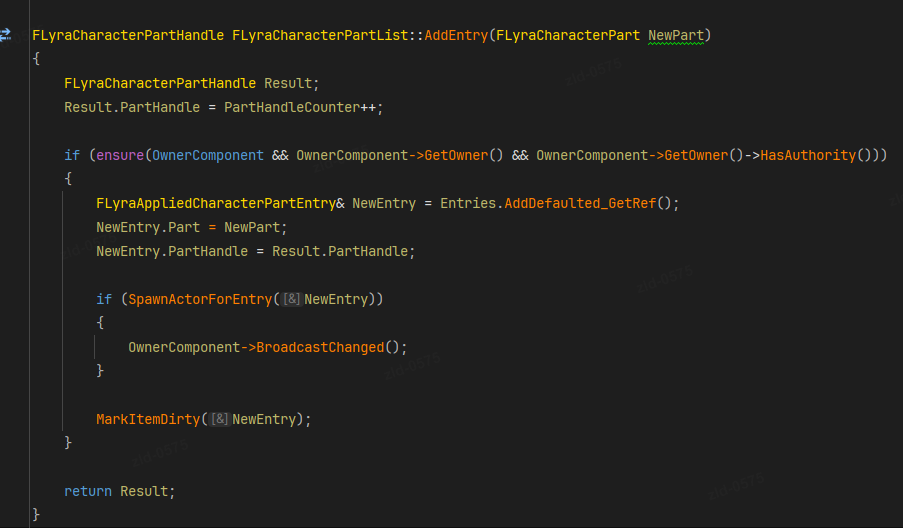 FLyraCharacterPartHandle FLyraCharacterPartList::AddEntry(FLyraCharacterPart NewPart)
{
    FLyraCharacterPartHandle Result;
    Result.PartHandle = PartHandleCounter++;

    if (ensure(OwnerComponent && OwnerComponent->GetOwner() && OwnerComponent->GetOwner()->HasAuthority()))
    {
        FLyraAppliedCharacterPartEntry& NewEntry = Entries.AddDefaulted_GetRef();
        NewEntry.Part = NewPart;
        NewEntry.PartHandle = Result.PartHandle;

        if (SpawnActorForEntry([&]NewEntry))
        {
            OwnerComponent->BroadcastChanged();
        }

        MarkItemDirty([&]NewEntry);
    }

    return Result;
}